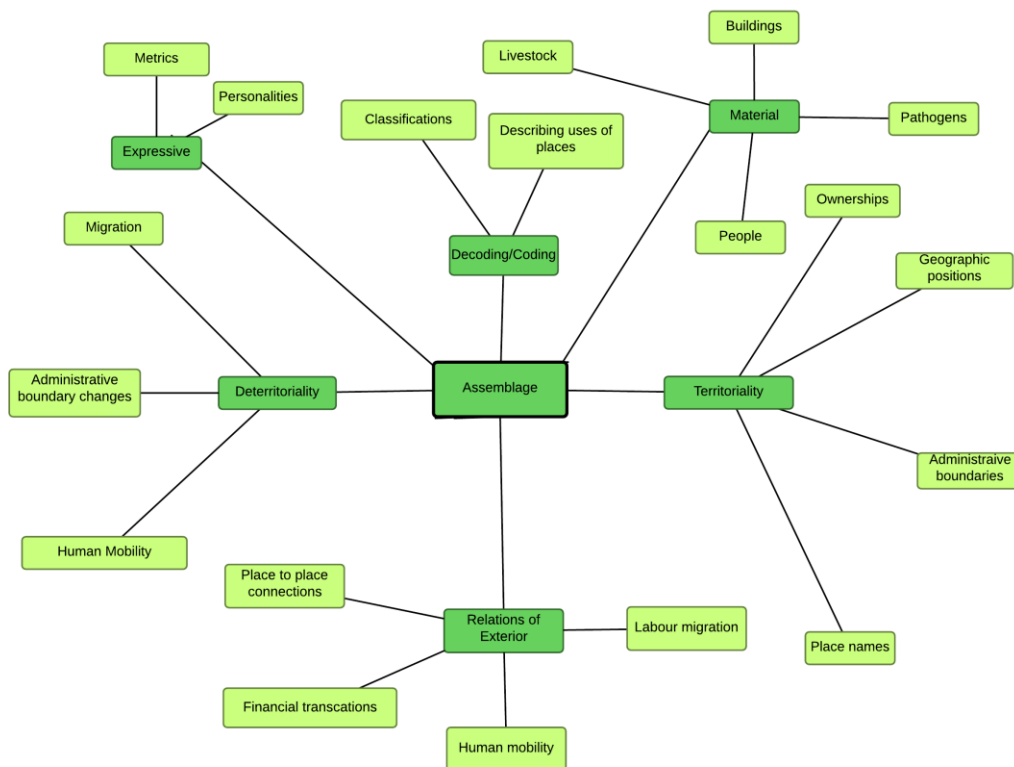 Buildings
Metrics
Livestock
Personalities
Classifications
Material
Pathogens
Describing uses of
places
Expressive
Ownerships
Migration
People
Decoding/Coding
Geographic
positions
Administrative
boundary changes
Deterritoriality
Assemblage
Territoriality
Administraive
boundaries
Human Mobility
Place to place
connections
Relations of
Exterior
Labour migration
Place names
Financial transcations
Human mobility